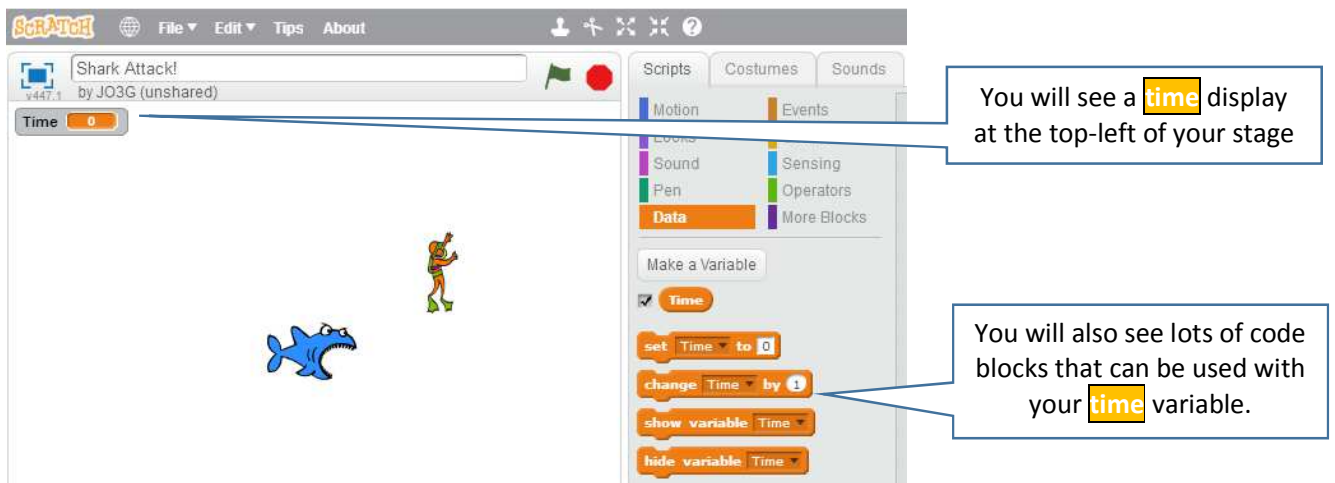 SCRATCH File Edit Tips About
Shark Attack!
v447.1 by JO3G (unshared)
Time 0
Scripts Costumes Sounds
Motion Events
Looks
Sound Sensing
Pen Operators
Data More Blocks
Make a Variable
Time
set Time to 0
change Time by 1
show variable Time
hide variable Time
You will see a time display
at the top-left of your stage
You will also see lots of code
blocks that can be used with
your time variable.